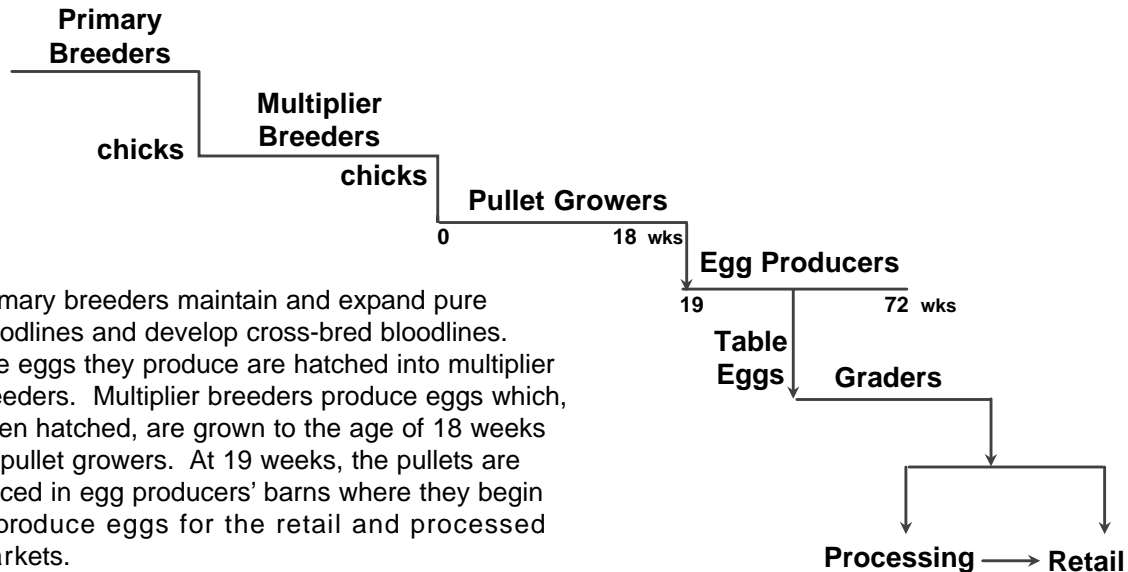 Primary
Breeders
Multiplier
Breeders
chicks
chicks
Pullet Growers
0 18 wks
Egg Producers
19 72 wks
Table
Eggs
Graders
Processing Retail
mary breeders maintain and expand pure
odlines and develop cross-bred bloodlines.
e eggs they produce are hatched into multiplier
eeders. Multiplier breeders produce eggs which,
en hatched, are grown to the age of 18 weeks
pullet growers. At 19 weeks, the pullets are
ced in egg producers' barns where they begin
produce eggs for the retail and processed
arkets.